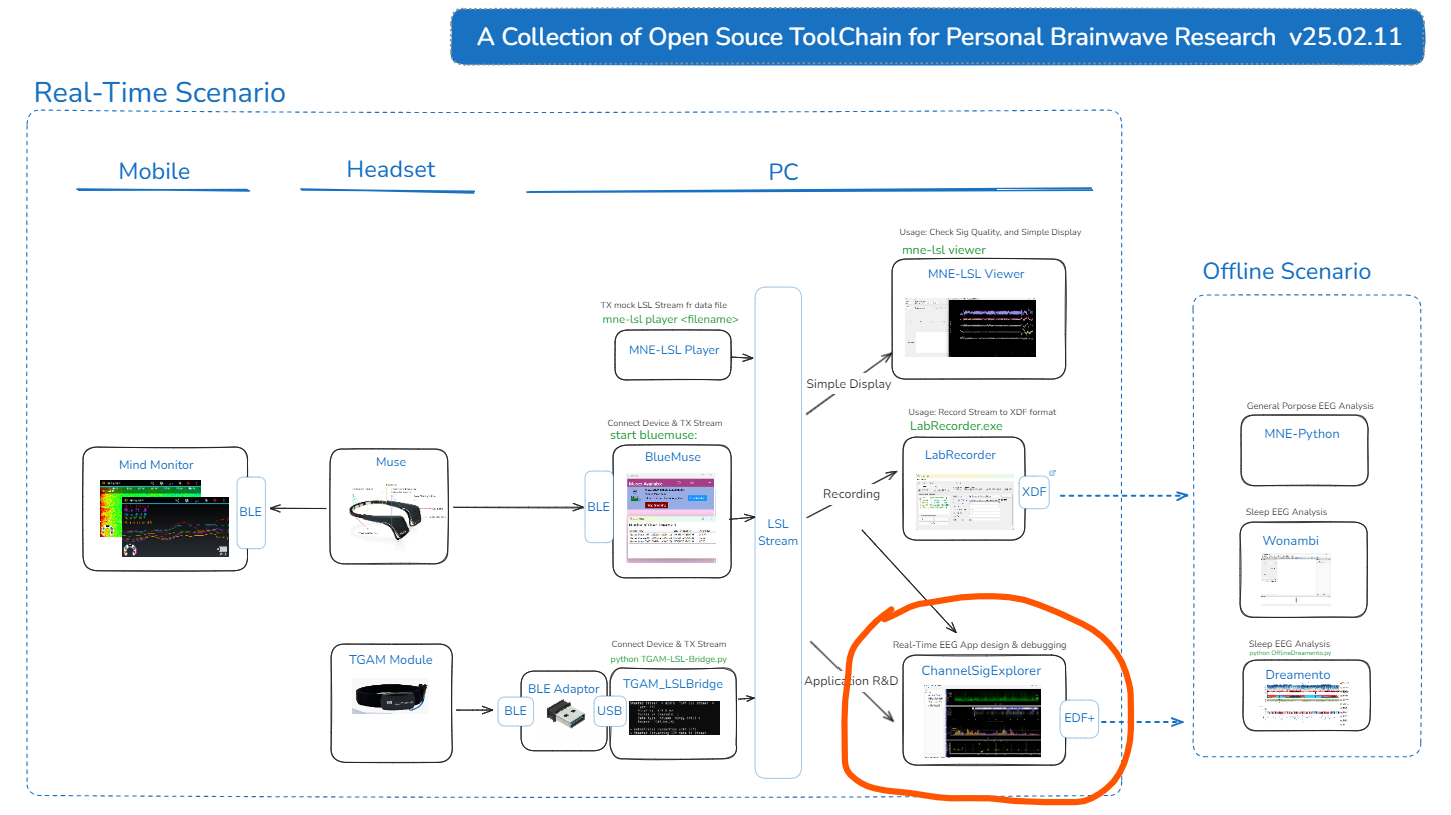 A Collection of Open Souce ToolChain for Personal Brainwave Research v25.02.11
Real-Time Scenario
Mobile
Headset
PC
Usage: Check Sig Quality, and Simple Display
mne-lsl viewer
MNE-LSL Viewer
Offline Scenario
TX mock LSL Stream fr data file
mne-lsl player <filename>
MNE-LSL Player
Simple Display
General Porpose EEG Analysis
MNE-Python
Usage: Record Stream to XDF format
LabRecorder.exe
LabRecorder
XDF
Connect Device & TX Stream
start bluemuse:
BlueMuse
Muses Available
BLE
Mind Monitor
BLE
Muse
LSL
Stream
Recording
Sleep EEG Analysis
Wonambi
Real-Time EEG App design & debugging
ChannelSigExplorer
EDF+
Application R&D
Connect Device & TX Stream
python TGAM-LSL-Bridge.py
TGAM_LSLBridge
TGAM Module
BLE
BLE Adaptor
USB
Sleep EEG Analysis
python OfflineDreamento.py
Dreamento